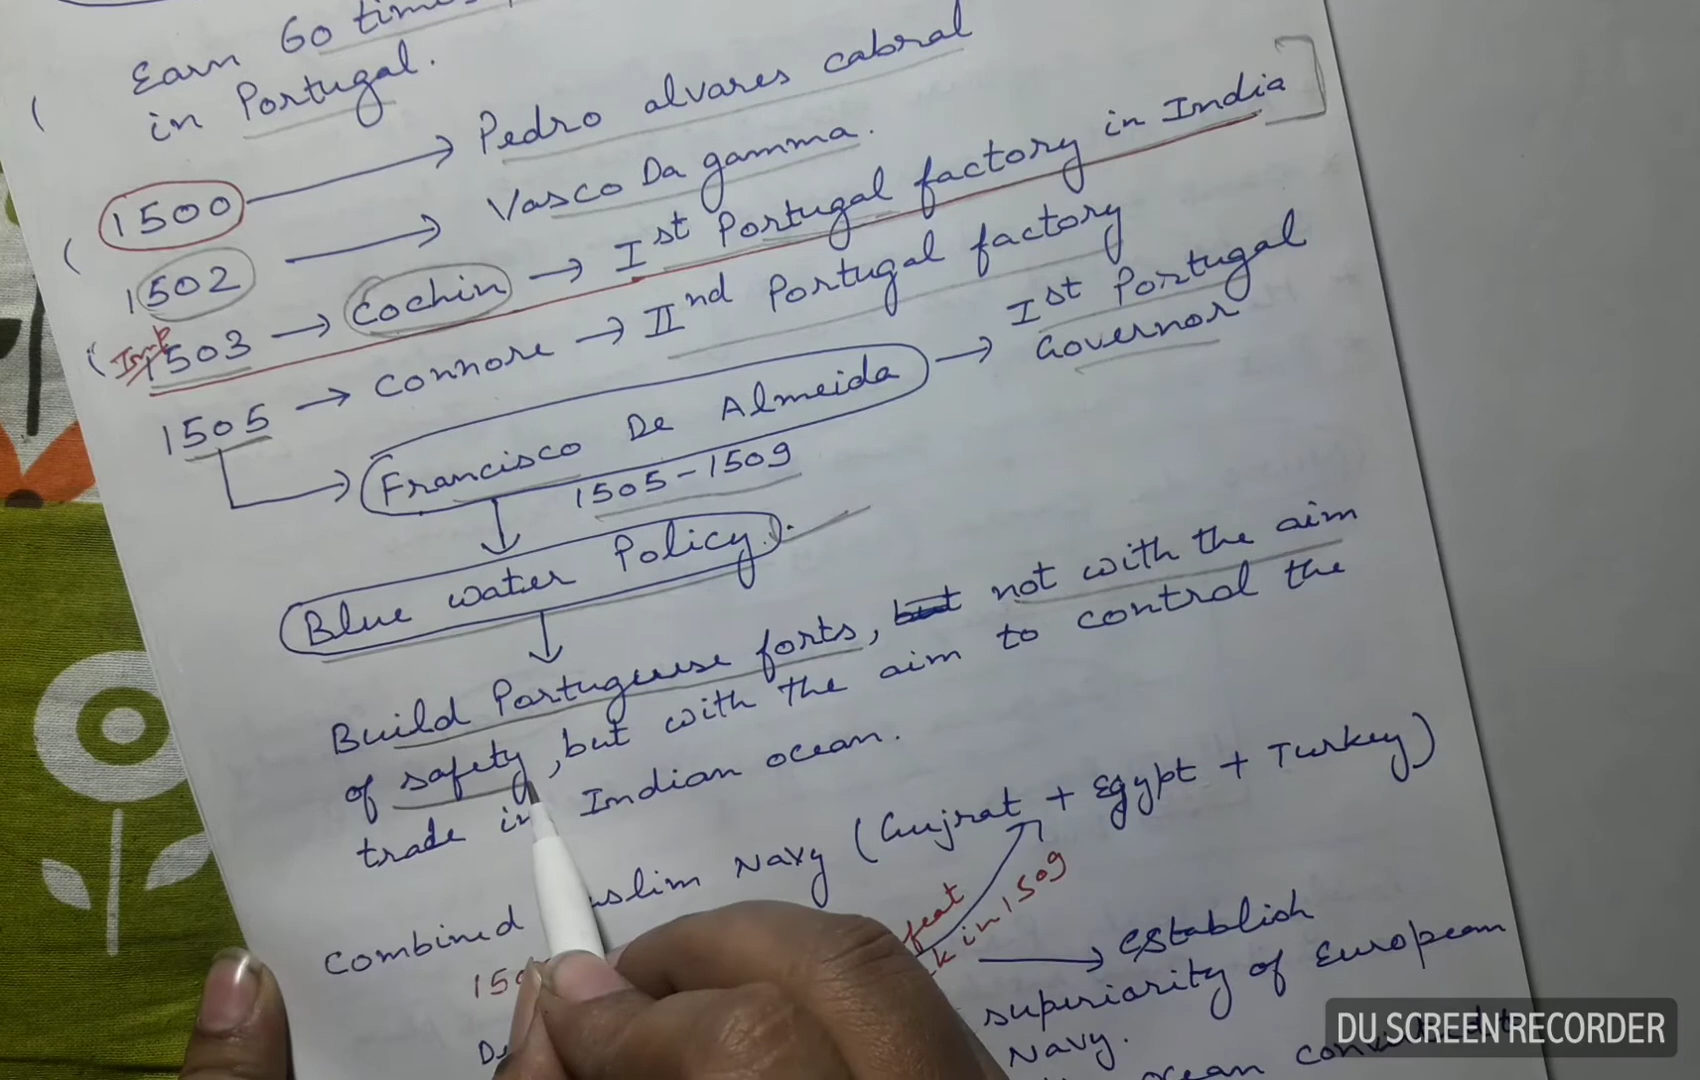 Earn 60 times
in Portugal.
1500 → Pedro alvares cabral
1502 → Vasco Da gamma.
Imp 1503 → Cochin → Ist Portugal factory in India
1505 → Connore → IInd Portugal factory
Francisco De Almeida → Ist Portugal
Governor
1505-1509
Blue water Policy.
Build Portuguese forts, but not with the aim
of safety, but with the aim to control the
trade in Indian ocean.
Combined Navy (Gujrat + Egypt + Turkey)
in 1509
→ establish
superiarity of European
Navy.
ocean
DU SCREEN RECORDER